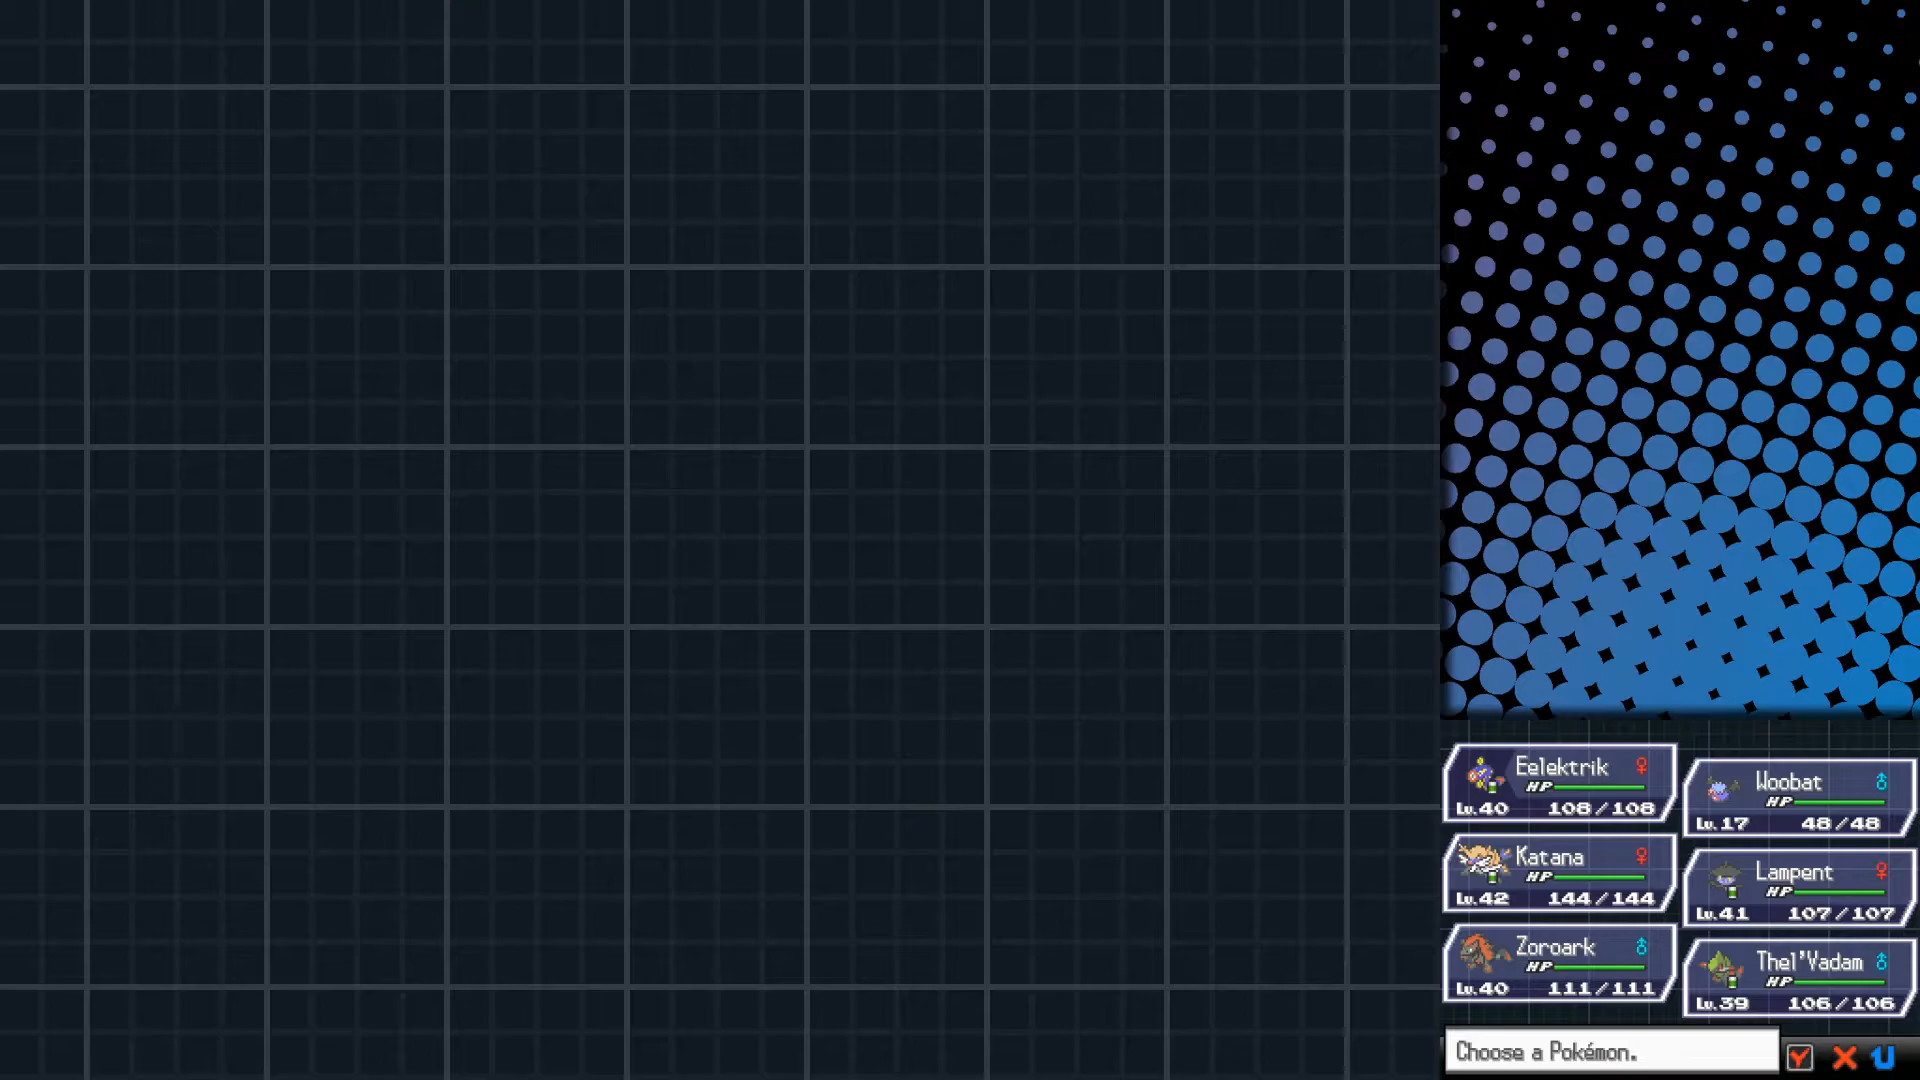 Eelektrik ♀
HP
Lv.40 108/108
Woobat ♂
HP
Lv.17 48/48
Katana ♀
HP
Lv.42 144/144
Lampent ♀
HP
Lv.41 107/107
Zoroark ♂
HP
Lv.40 111/111
Thel'Vadam ♂
HP
Lv.39 106/106
Choose a Pokémon.